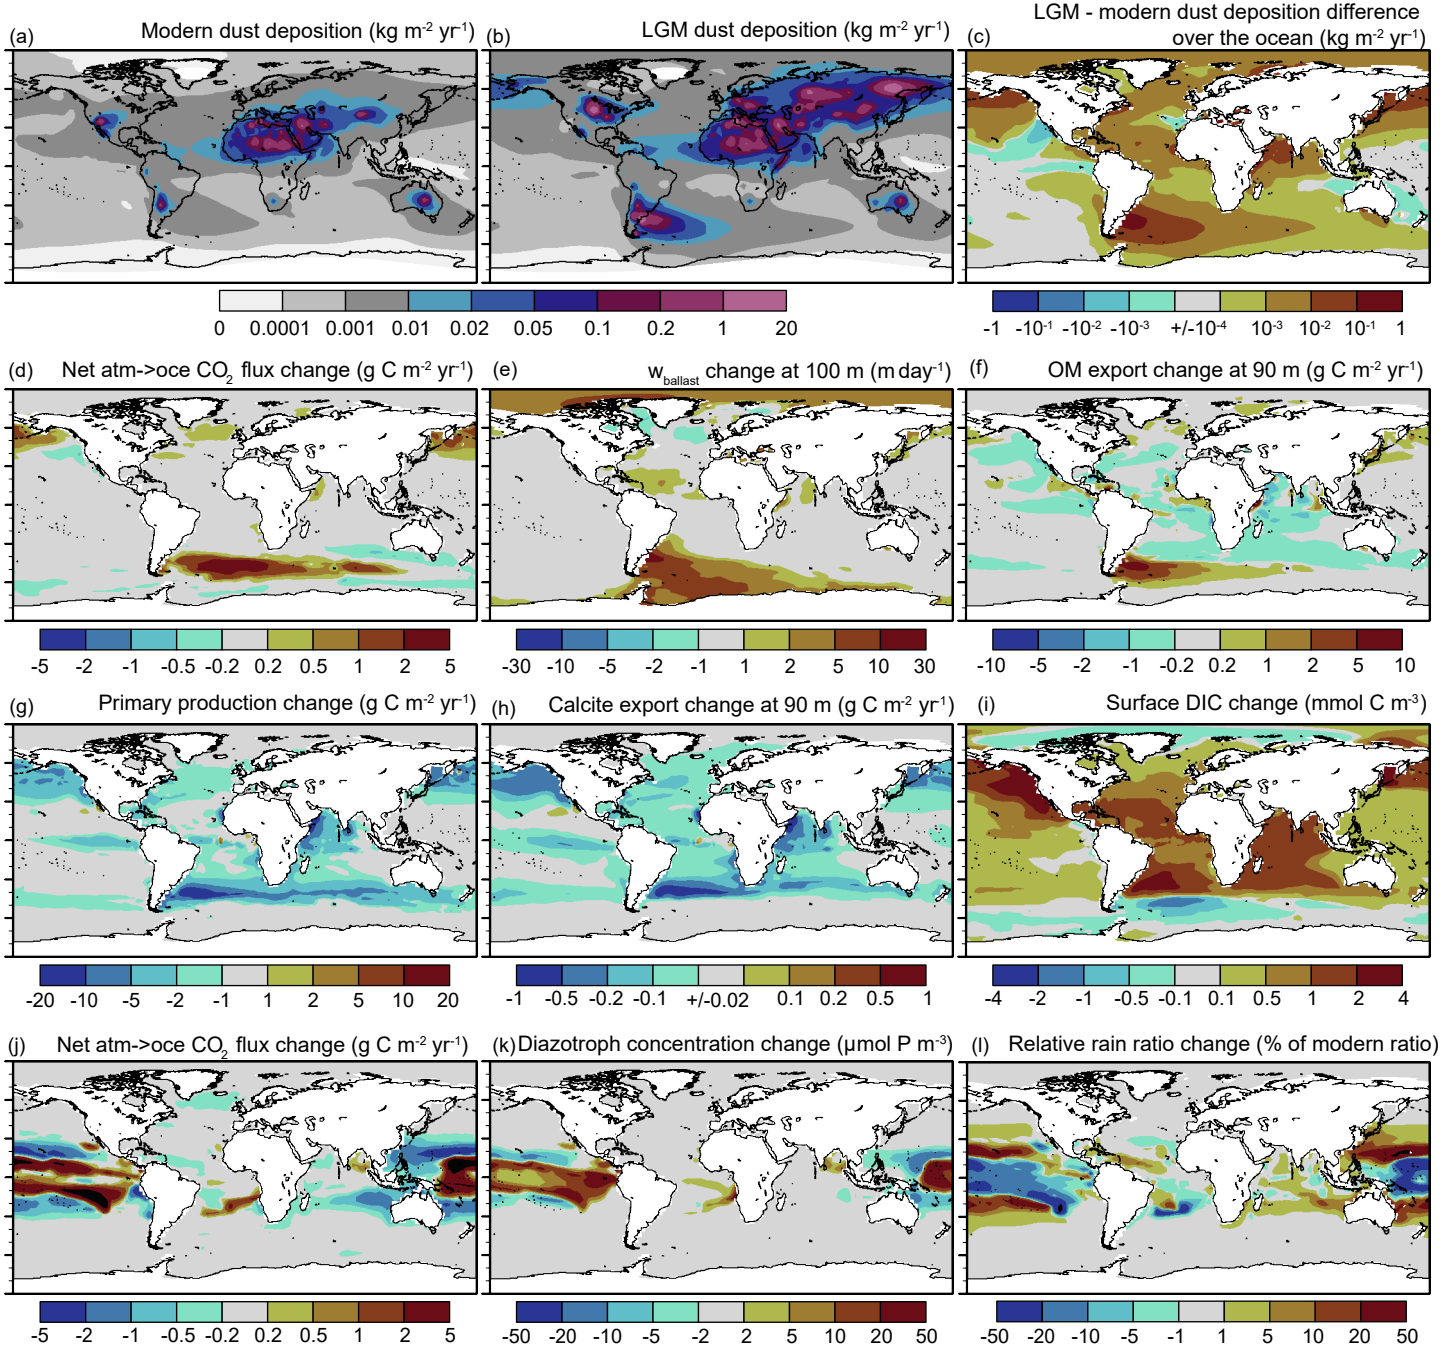 (a) Modern dust deposition (kg m-2 yr-1)
(b) LGM dust deposition (kg m-2 yr-1)
LGM - modern dust deposition difference
(c) over the ocean (kg m-2 yr-1)
0 0.0001 0.001 0.01 0.02 0.05 0.1 0.2 1 20
-1 -10-1 -10-2 -10-3 +/-10-4 10-3 10-2 10-1 1
(d) Net atm->oce CO2 flux change (g C m-2 yr-1)
(e) wballast change at 100 m (m day-1)
(f) OM export change at 90 m (g C m-2 yr-1)
-5 -2 -1 -0.5 -0.2 0.2 0.5 1 2 5
-30 -10 -5 -2 -1 1 2 5 10 30
-10 -5 -2 -1 -0.2 0.2 1 2 5 10
(g) Primary production change (g C m-2 yr-1)
(h) Calcite export change at 90 m (g C m-2 yr-1)
(i) Surface DIC change (mmol C m-3)
-20 -10 -5 -2 -1 1 2 5 10 20
-1 -0.5 -0.2 -0.1 +/-0.02 0.1 0.2 0.5 1
-4 -2 -1 -0.5 -0.1 0.1 0.5 1 2 4
(j) Net atm->oce CO2 flux change (g C m-2 yr-1)
(k) Diazotroph concentration change (µmol P m-3)
(l) Relative rain ratio change (% of modern ratio)
-5 -2 -1 -0.5 -0.2 0.2 0.5 1 2 5
-50 -20 -10 -5 -2 2 5 10 20 50
-50 -20 -10 -5 -1 1 5 10 20 50